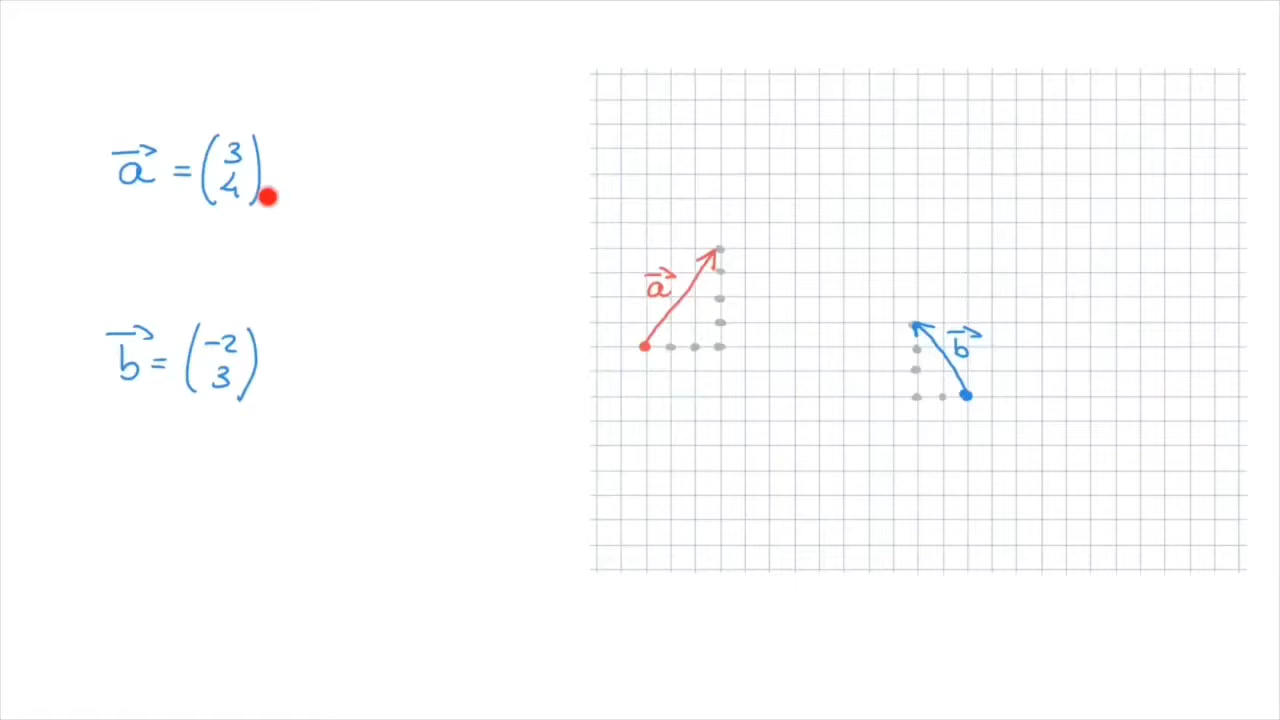 a⃗ = (3
4)
b⃗ = (-2
3)
a⃗
b⃗